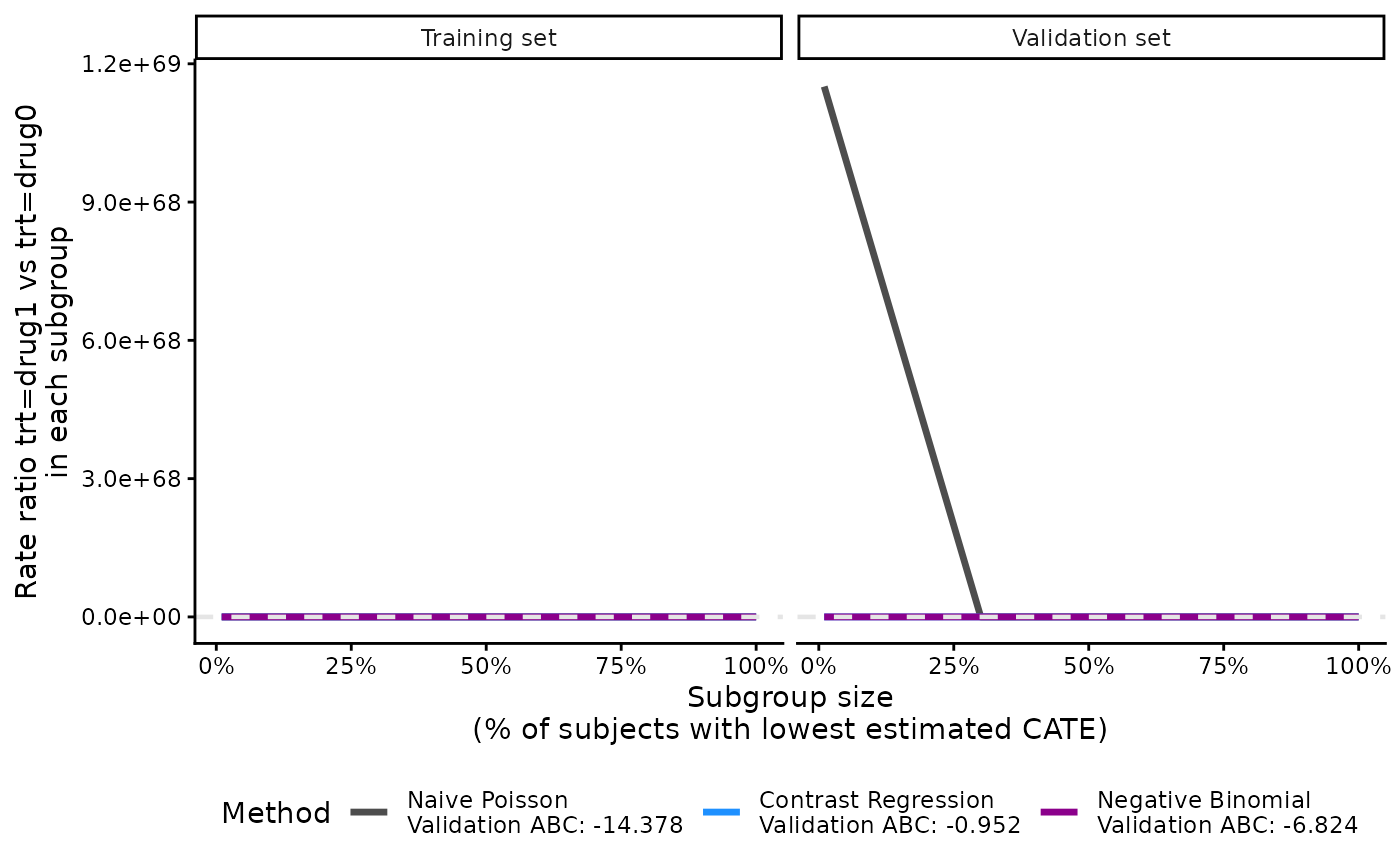 Training set
Validation set
1.2e+69
9.0e+68
6.0e+68
3.0e+68
0.0e+00
Rate ratio trt=drug1 vs trt=drug0
in each subgroup
0%
25%
50%
75%
100%
0%
25%
50%
75%
100%
Subgroup size
(% of subjects with lowest estimated CATE)
Method
Naive Poisson
Validation ABC: -14.378
Contrast Regression
Validation ABC: -0.952
Negative Binomial
Validation ABC: -6.824